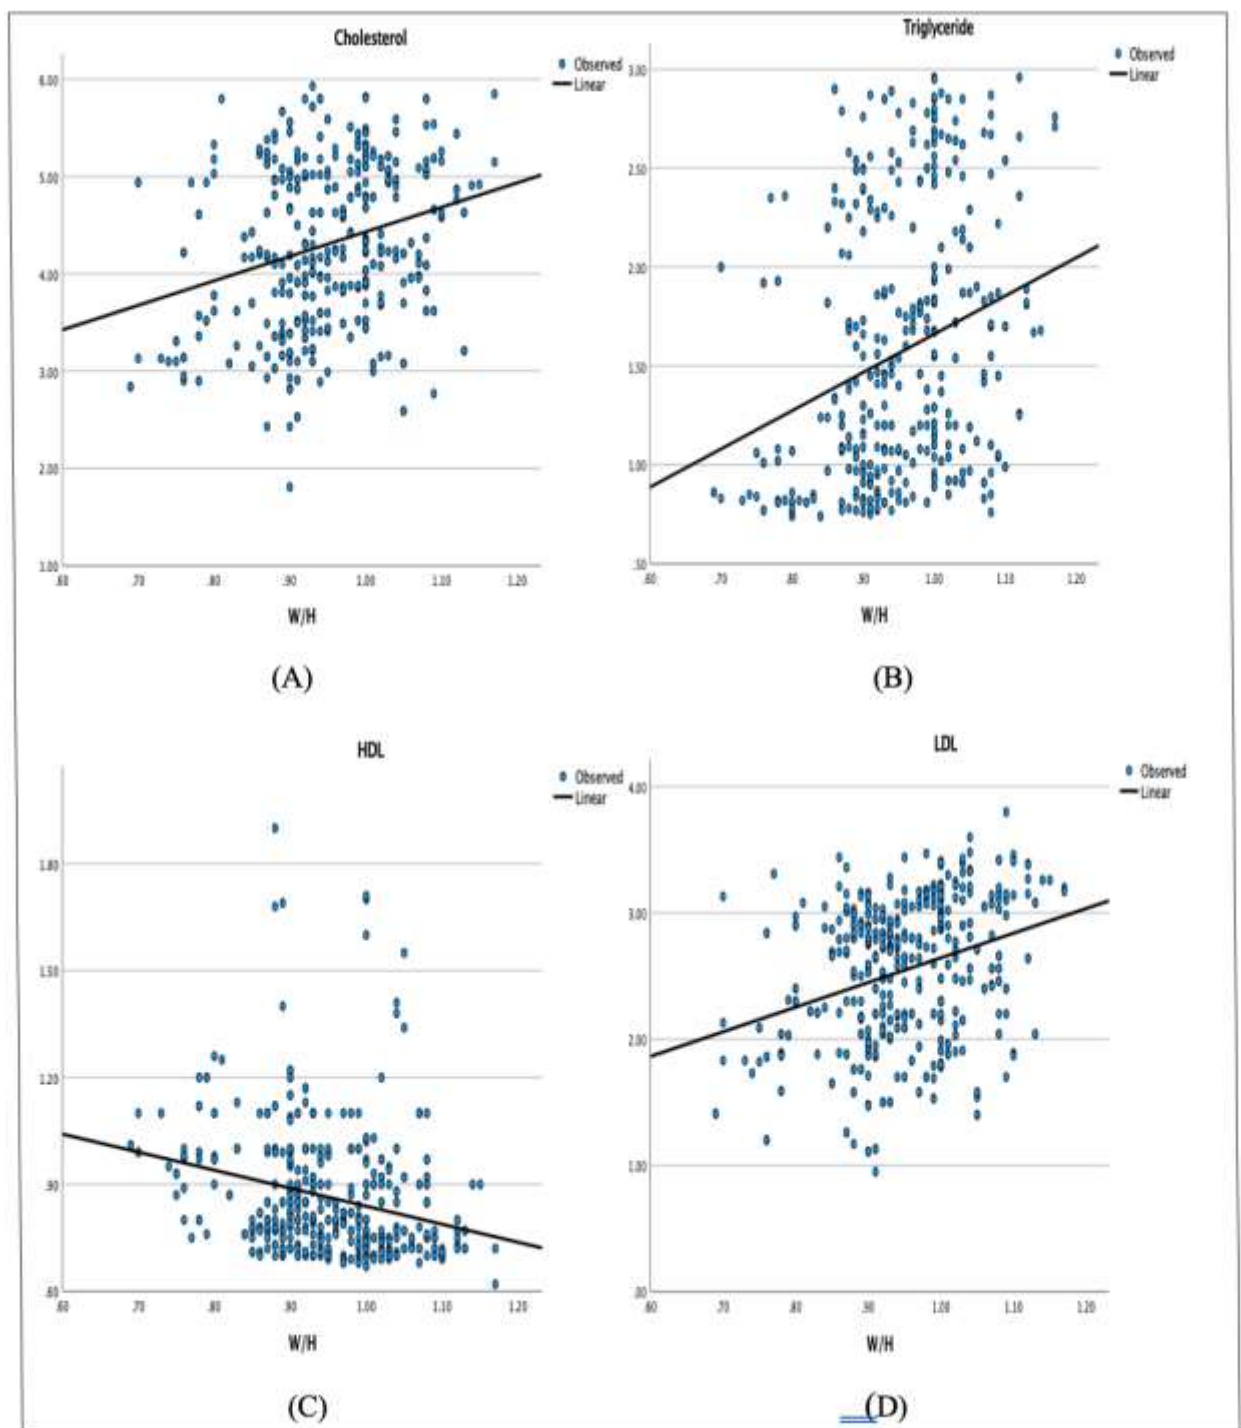 Cholesterol
Observed
Linear
6.00
5.00
4.00
3.00
2.00
1.00
.60 .70 .80 .90 1.00 1.10 1.20
W/H
(A)
Triglyceride
Observed
Linear
3.00
2.50
2.00
1.50
1.00
.50
.60 .70 .80 .90 1.00 1.10 1.20
W/H
(B)
HDL
Observed
Linear
1.80
1.50
1.20
.90
.60
.60 .70 .80 .90 1.00 1.10 1.20
W/H
(C)
LDL
Observed
Linear
4.00
3.00
2.00
1.00
.00
.60 .70 .80 .90 1.00 1.10 1.20
W/H
(D)